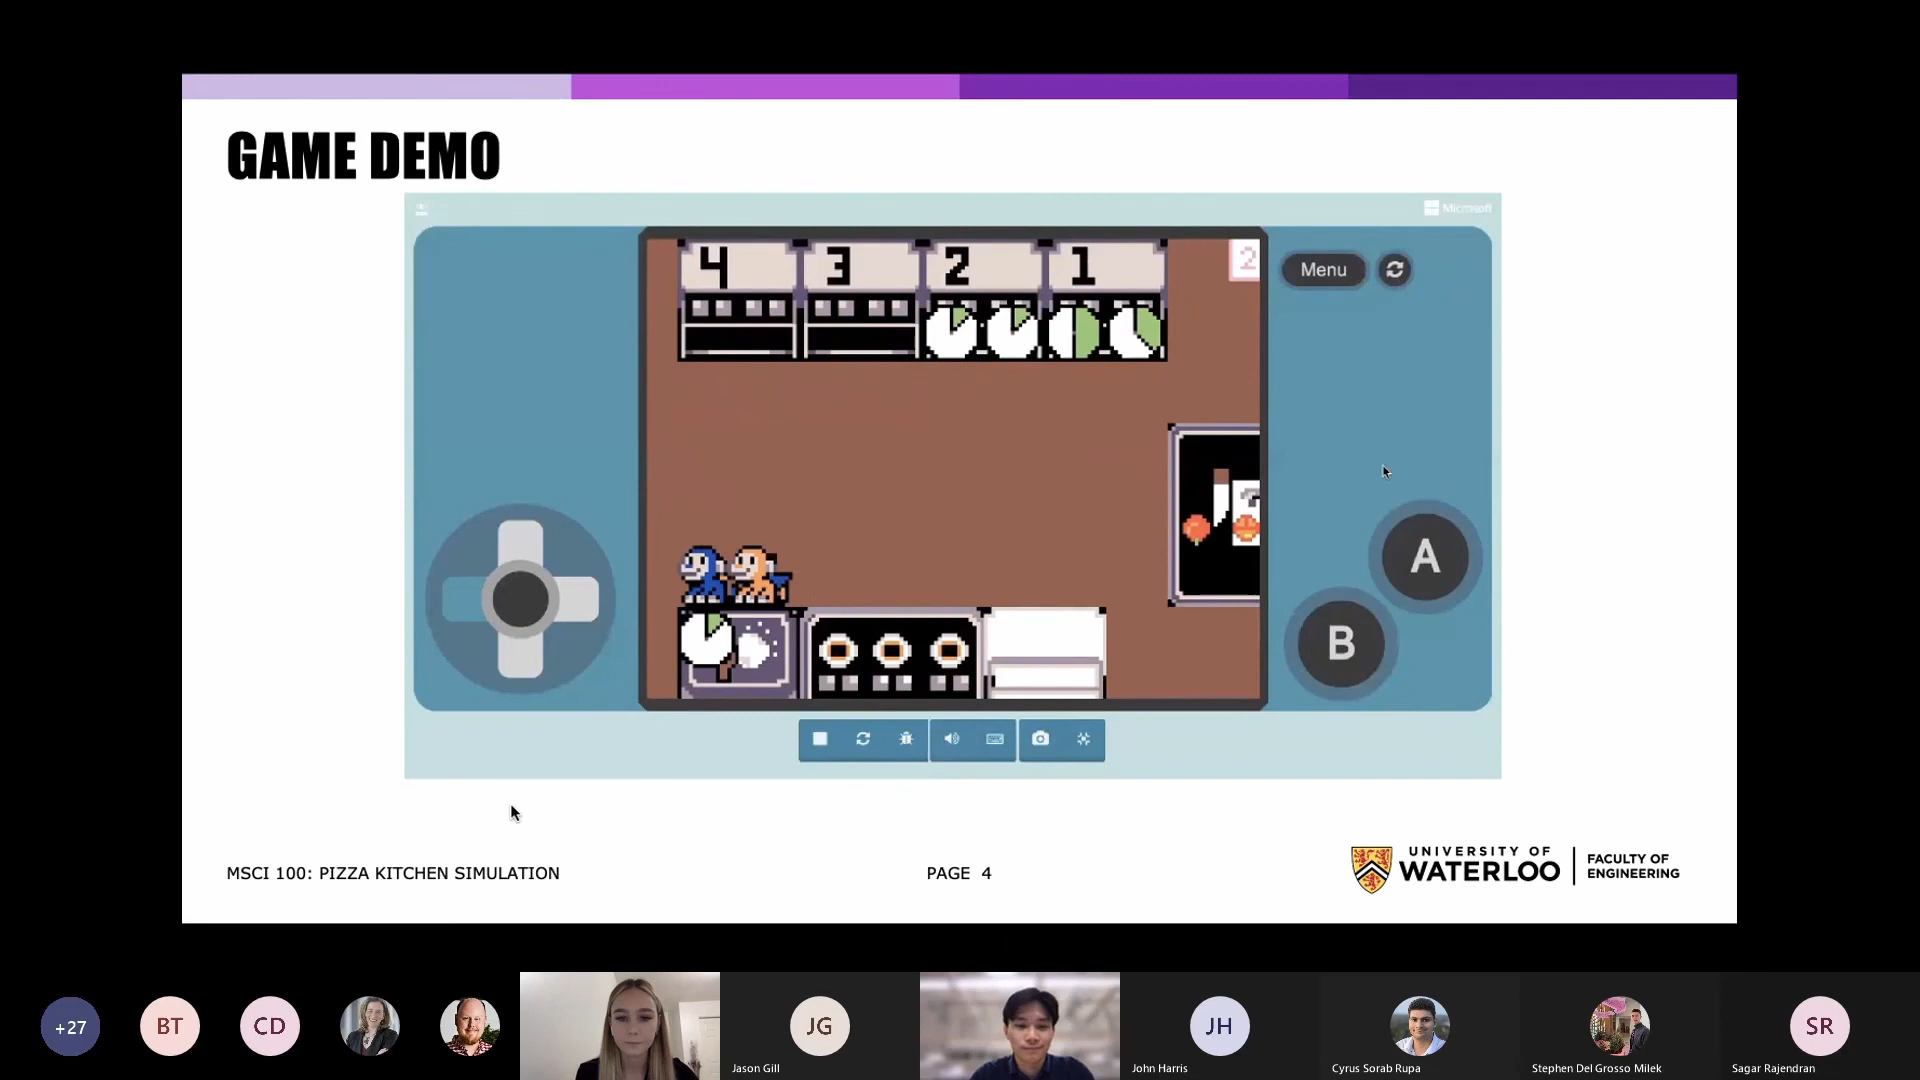 GAME DEMO
Microsoft
4 3 2 1
2
Menu
A
B
MSCI 100: PIZZA KITCHEN SIMULATION
PAGE 4
UNIVERSITY OF
WATERLOO
FACULTY OF
ENGINEERING
+27
BT
CD
JG
JH
SR
Jason Gill
John Harris
Cyrus Sorab Rupa
Stephen Del Grosso Milek
Sagar Rajendran